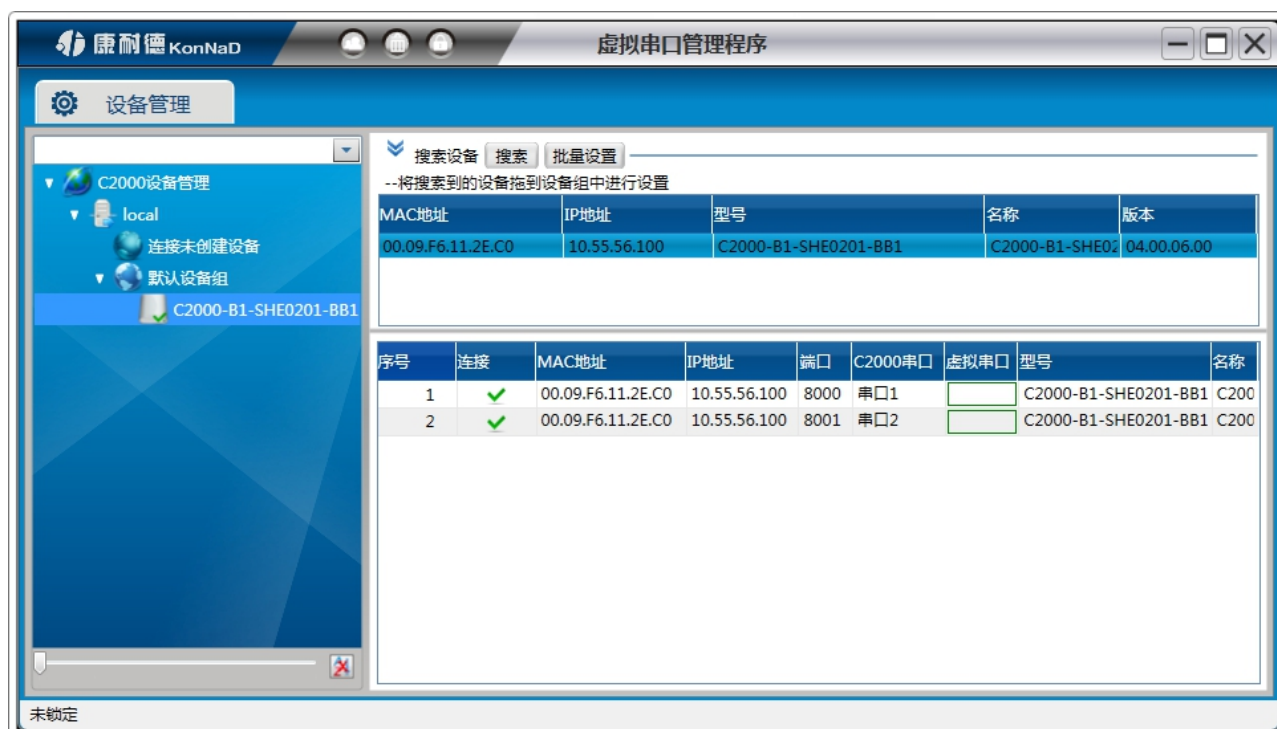 康耐德 KonNaD 虚拟串口管理程序
设备管理
搜索设备 搜索 批量设置
--将搜索到的设备拖到设备组中进行设置
C2000设备管理
local
连接未创建设备
默认设备组
C2000-B1-SHE0201-BB1
MAC地址 IP地址 型号 名称 版本
00.09.F6.11.2E.C0 10.55.56.100 C2000-B1-SHE0201-BB1 C2000-B1-SHE02 04.00.06.00
序号 连接 MAC地址 IP地址 端口 C2000串口 虚拟串口 型号 名称
1 00.09.F6.11.2E.C0 10.55.56.100 8000 串口1 C2000-B1-SHE0201-BB1 C200
2 00.09.F6.11.2E.C0 10.55.56.100 8001 串口2 C2000-B1-SHE0201-BB1 C200
未锁定